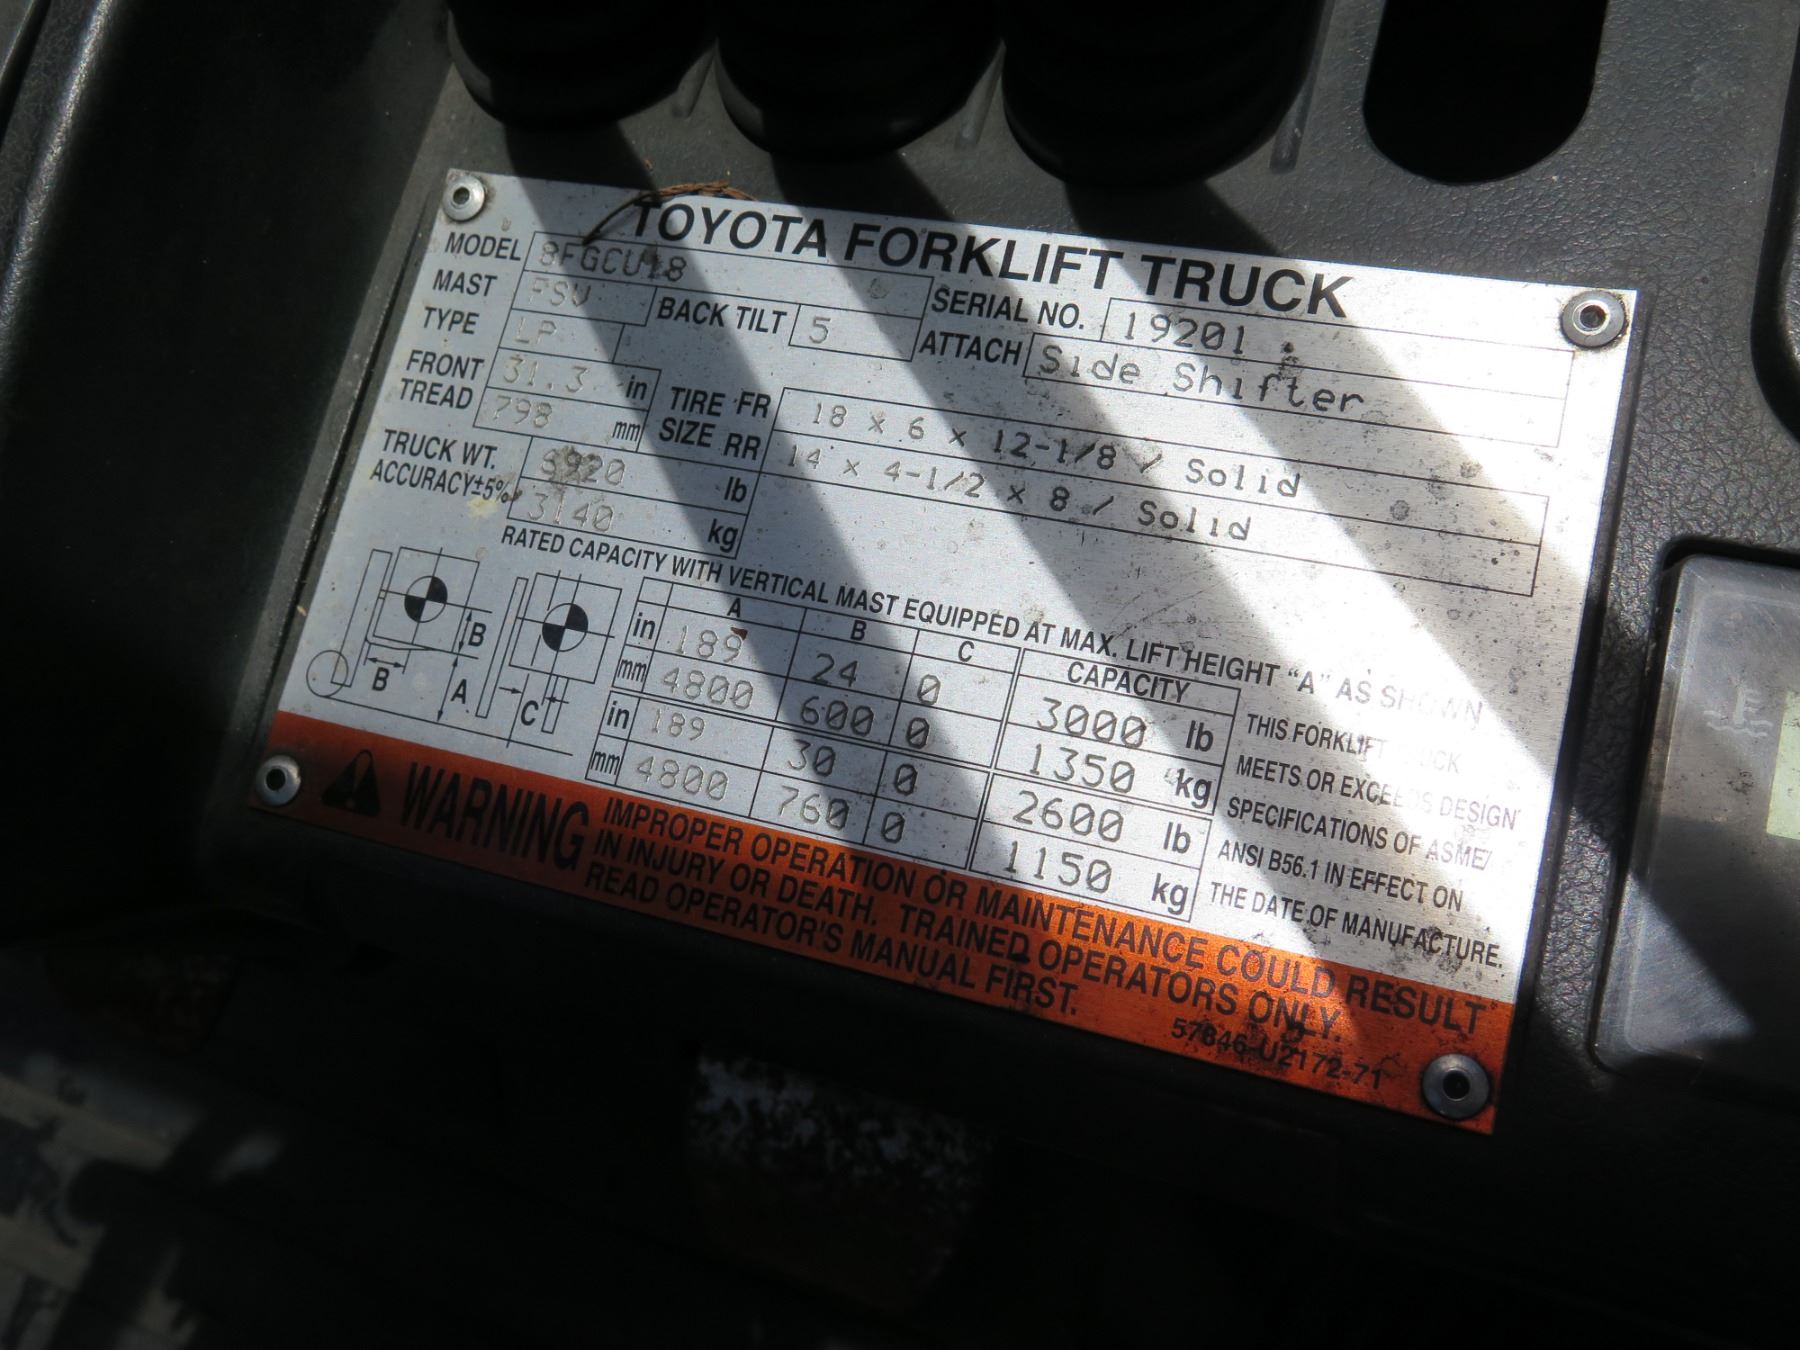 TOYOTA FORKLIFT TRUCK
MODEL 8FGCU18 SERIAL NO. 19201
MAST FSU BACK TILT 5 ATTACH Side Shifter
TYPE LP
FRONT TREAD 31.3 in 798 mm
TIRE SIZE FR 18 x 6 x 12-1/8 / Solid
RR 14 x 4-1/2 x 8 / Solid
TRUCK WT. 6920 lb
ACCURACY±5% 3140 kg
RATED CAPACITY WITH VERTICAL MAST EQUIPPED AT MAX. LIFT HEIGHT "A" AS SHOWN
A B C CAPACITY
in 189 24 0 3000 lb
mm 4800 600 0 1350 kg
in 189 30 0 2600 lb
mm 4800 760 0 1150 kg
B B A C
THIS FORKLIFT TRUCK
MEETS OR EXCEEDS DESIGN
SPECIFICATIONS OF ASME/
ANSI B56.1 IN EFFECT ON
THE DATE OF MANUFACTURE.
WARNING
IMPROPER OPERATION OR MAINTENANCE COULD RESULT
IN INJURY OR DEATH. TRAINED OPERATORS ONLY.
READ OPERATOR'S MANUAL FIRST.
57846-U2172-71
E